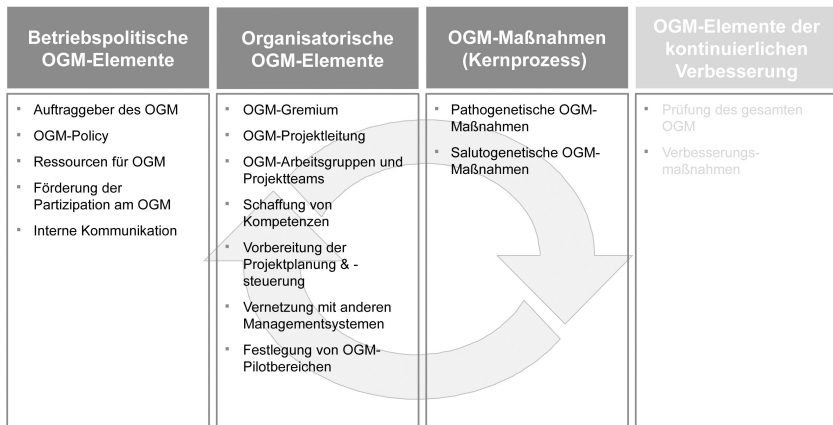 Betriebspolitische
OGM-Elemente
Auftraggeber des OGM
OGM-Policy
Ressourcen für OGM
Förderung der
Partizipation am OGM
Interne Kommunikation
Organisatorische
OGM-Elemente
OGM-Gremium
OGM-Projektleitung
OGM-Arbeitsgruppen und
Projektteams
Schaffung von
Kompetenzen
Vorbereitung der
Projektplanung & -
steuerung
Vernetzung mit anderen
Managementsystemen
Festlegung von OGM-
Pilotbereichen
OGM-Maßnahmen
(Kernprozess)
Pathogenetische OGM-
Maßnahmen
Salutogenetische OGM-
Maßnahmen
OGM-Elemente der
kontinuierlichen
Verbesserung
Prüfung des gesamten
OGM
Verbesserungs-
maßnahmen